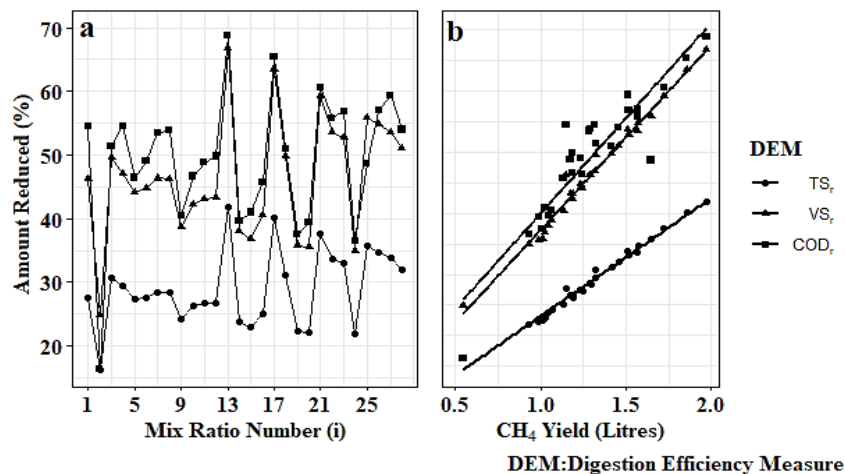 a
b
70
60
50
40
30
20
Amount Reduced (%)
1 5 9 13 17 21 25
Mix Ratio Number (i)
0.5 1.0 1.5 2.0
CH₄ Yield (Litres)
DEM
TSᵣ
VSᵣ
CODᵣ
DEM:Digestion Efficiency Measure